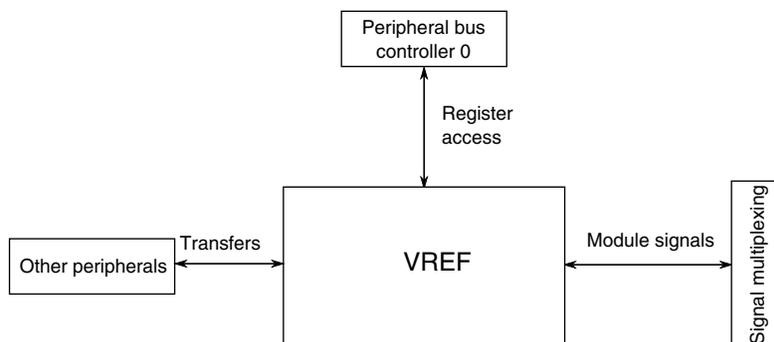 Peripheral bus
controller 0
Register
access
Transfers
Other peripherals
VREF
Module signals
Signal multiplexing